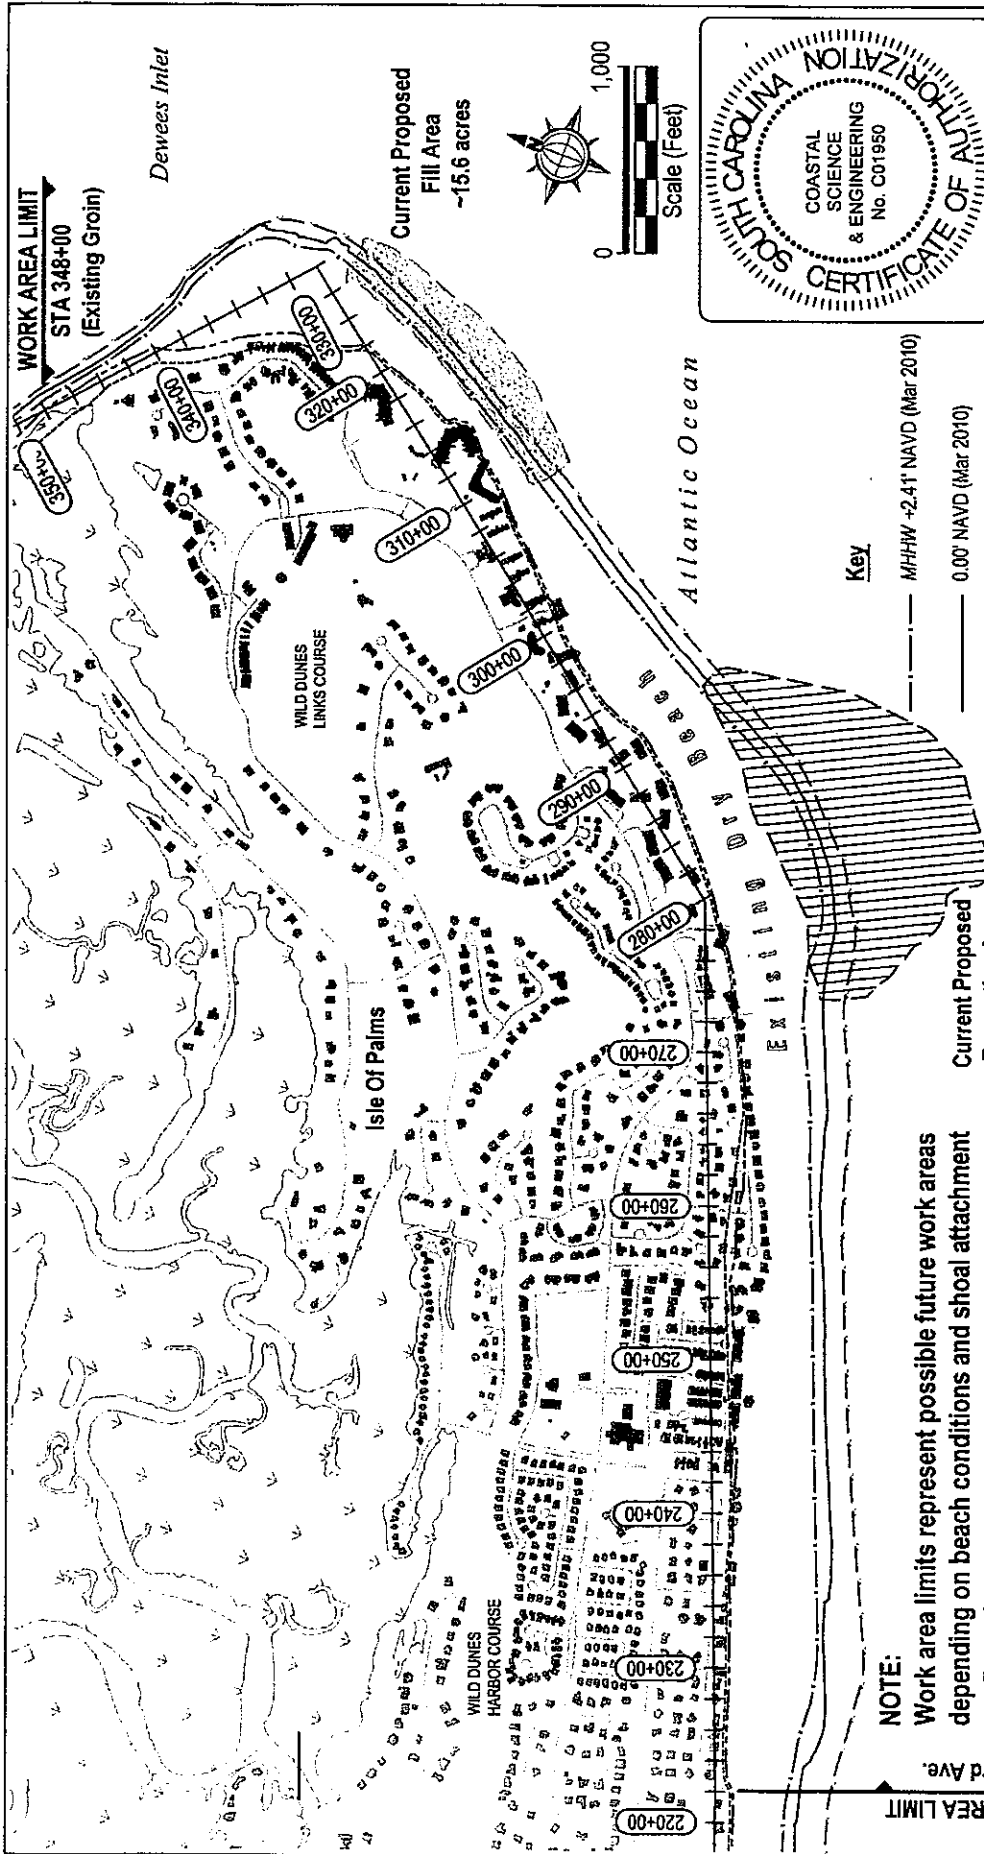 WORK AREA LIMIT
STA 348+00
(Existing Groin)
Dewees Inlet
Current Proposed
Fill Area
~15.6 acres
N
0
1,000
Scale (Feet)
SOUTH CAROLINA
CERTIFICATE OF AUTHORIZATION
COASTAL
SCIENCE
& ENGINEERING
No. C01950
340+00
330+00
320+00
310+00
300+00
290+00
280+00
270+00
260+00
250+00
240+00
230+00
220+00
WILD DUNES
LINKS COURSE
Isle Of Palms
WILD DUNES
HARBOR COURSE
Atlantic Ocean
Existing Dry Beach
Key
MHHW +2.41' NAVD (Mar 2010)
0.00' NAVD (Mar 2010)
Current Proposed
NOTE:
Work area limits represent possible future work areas
depending on beach conditions and shoal attachment